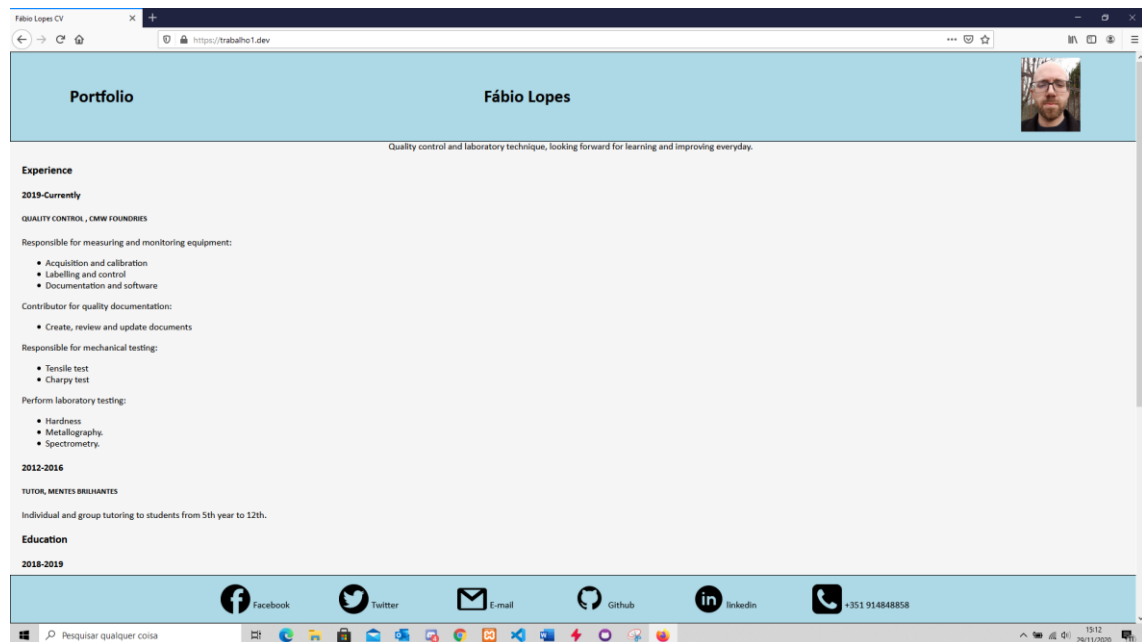 Fábio Lopes CV
https://trabalho1.dev
Portfolio
Fábio Lopes
Quality control and laboratory technique, looking forward for learning and improving everyday.
Experience
2019-Currently
QUALITY CONTROL , CMW FOUNDRIES
Responsible for measuring and monitoring equipment:
Acquisition and calibration
Labelling and control
Documentation and software
Contributor for quality documentation:
Create, review and update documents
Responsible for mechanical testing:
Tensile test
Charpy test
Perform laboratory testing:
Hardness
Metallography.
Spectrometry.
2012-2016
TUTOR, MENTES BRILHANTES
Individual and group tutoring to students from 5th year to 12th.
Education
2018-2019
Facebook Twitter E-mail Github linkedin +351 914848858
Pesquisar qualquer coisa
15:12
29/11/2020